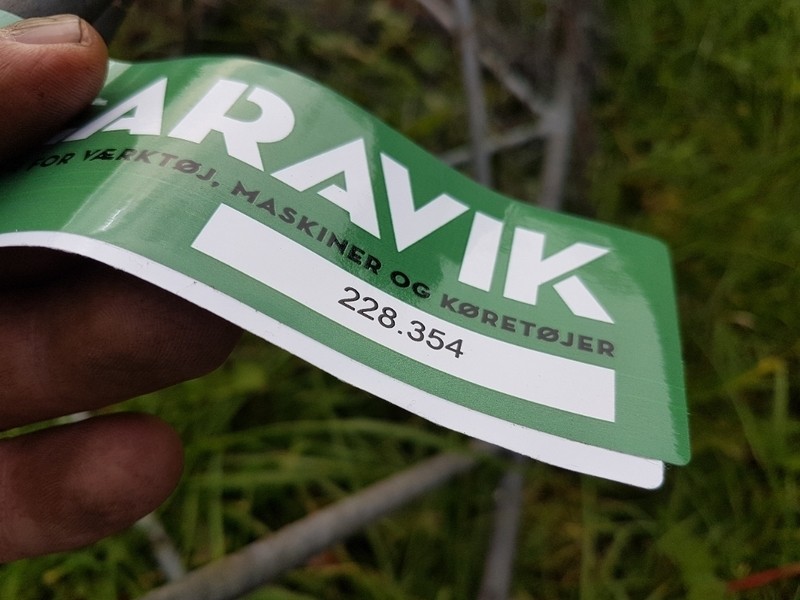 ARAVIK
FOR VÆRKTØJ, MASKINER OG KØRETØJER
228.354